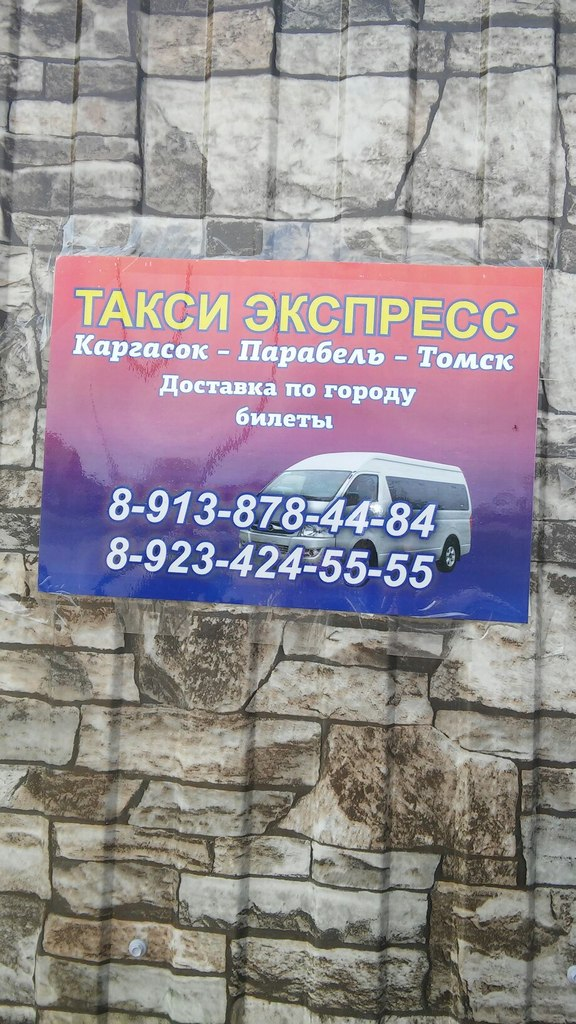 ТАКСИ ЭКСПРЕСС
Каргасок - Парабель - Томск
Доставка по городу
билеты
8-913-878-44-84
8-923-424-55-55